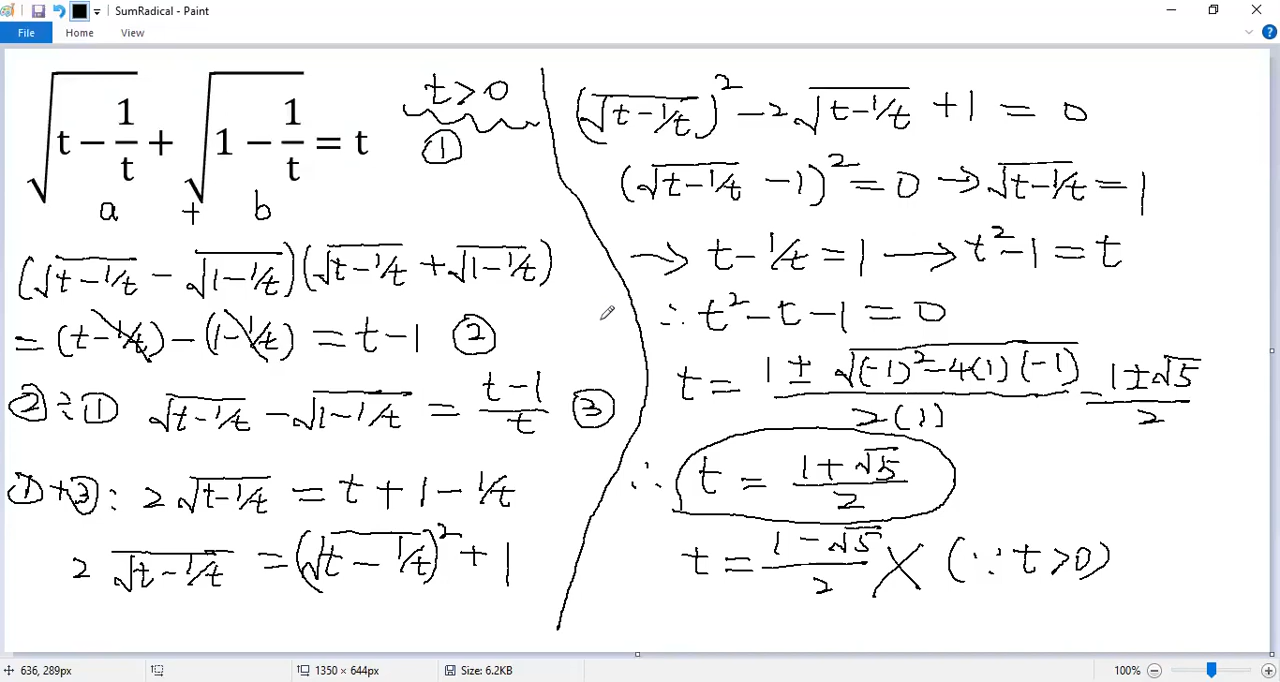 SumRadical - Paint
File Home View
√(t − 1/t) + √(1 − 1/t) = t
t>0
①
a + b
(√(t−1/t) − √(1−1/t))(√(t−1/t) + √(1−1/t))
= (t−1/t) − (1−1/t) = t−1 ②
②÷① √(t−1/t) − √(1−1/t) = (t−1)/t ③
①+③: 2√(t−1/t) = t+1−1/t
2√(t−1/t) = (√(t−1/t))² + 1
(√(t−1/t))² − 2√(t−1/t) + 1 = 0
(√(t−1/t) − 1)² = 0 → √(t−1/t) = 1
→ t−1/t = 1 → t²−1 = t
∴ t²−t−1 = 0
t = (1 ± √((−1)²−4(1)(−1)))/(2(1)) = (1±√5)/2
∴ t = (1+√5)/2
t = (1−√5)/2 X (∵ t>0)
636, 289px 1350 × 644px Size: 6.2KB 100%